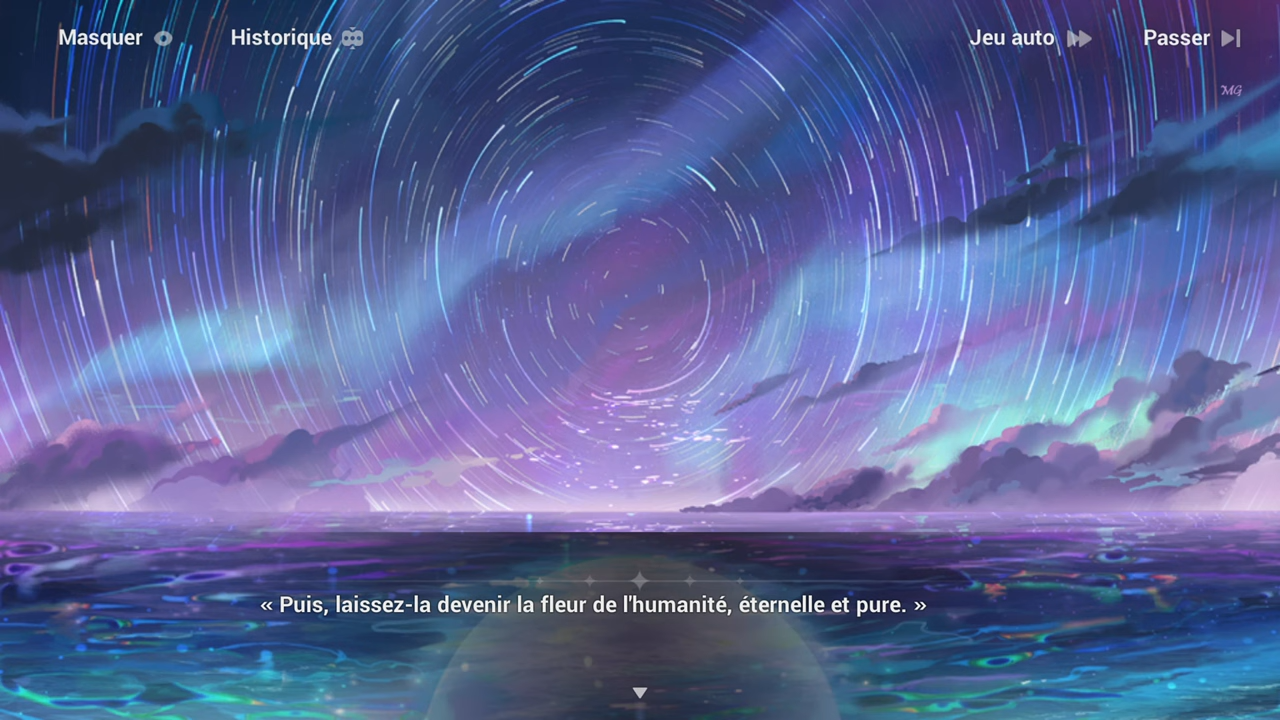 Masquer
Historique
Jeu auto
Passer
MG
« Puis, laissez-la devenir la fleur de l'humanité, éternelle et pure. »